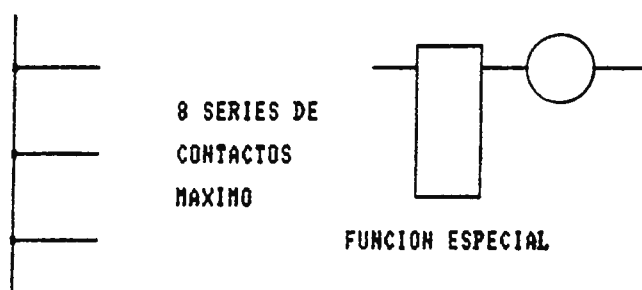 8 SERIES DE
CONTACTOS
MAXIMO
FUNCION ESPECIAL